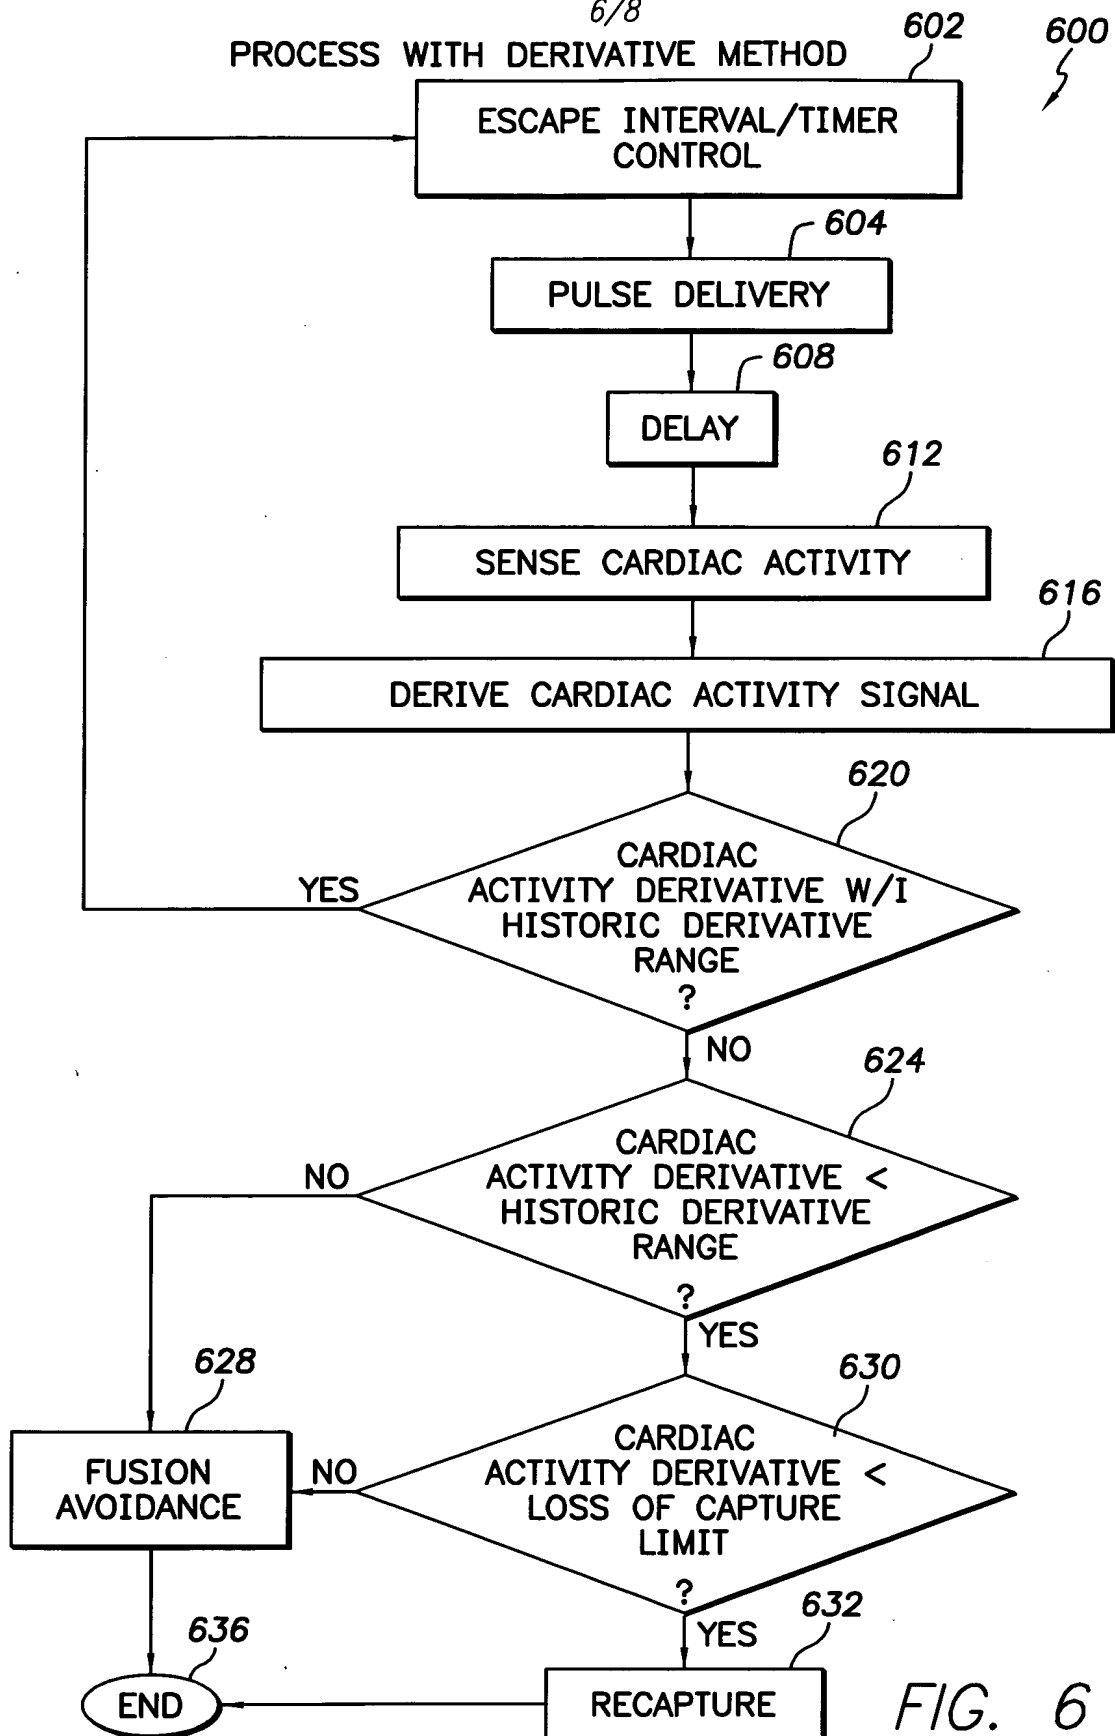 6/8
PROCESS WITH DERIVATIVE METHOD
602
600
ESCAPE INTERVAL/TIMER
CONTROL
604
PULSE DELIVERY
608
DELAY
612
SENSE CARDIAC ACTIVITY
616
DERIVE CARDIAC ACTIVITY SIGNAL
620
CARDIAC
ACTIVITY DERIVATIVE W/I
HISTORIC DERIVATIVE
RANGE
?
YES
NO
624
CARDIAC
ACTIVITY DERIVATIVE <
HISTORIC DERIVATIVE
RANGE
?
NO
YES
628
FUSION
AVOIDANCE
630
CARDIAC
ACTIVITY DERIVATIVE <
LOSS OF CAPTURE
LIMIT
?
NO
YES
632
RECAPTURE
636
END
FIG. 6